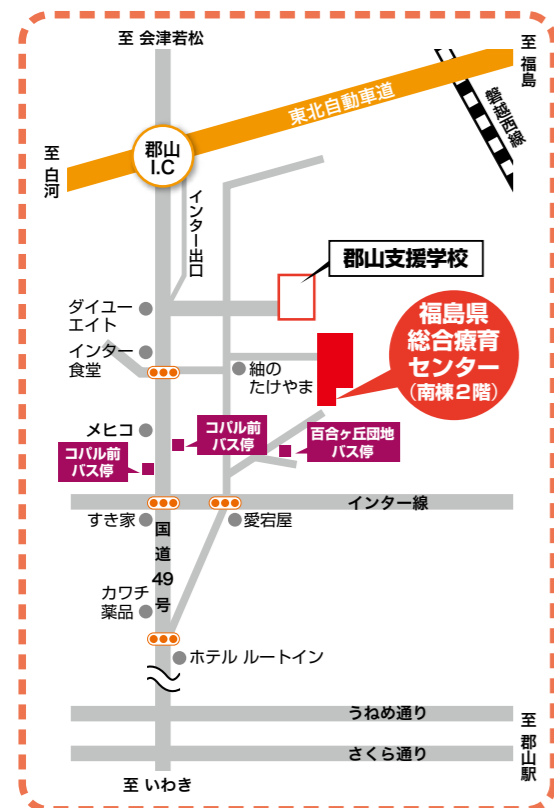 至 会津若松
至 福島
東北自動車道
磐越西線
郡山
I.C
至 白河
インター出口
郡山支援学校
ダイユー
エイト
福島県
総合療育
センター
(南棟2階)
インター
食堂
紬の
たけやま
メヒコ
コパル前
バス停
百合ヶ丘団地
バス停
コパル前
バス停
インター線
すき家
愛宕屋
国道49号
カワチ
薬品
ホテル ルートイン
うねめ通り
至 郡山駅
さくら通り
至 いわき